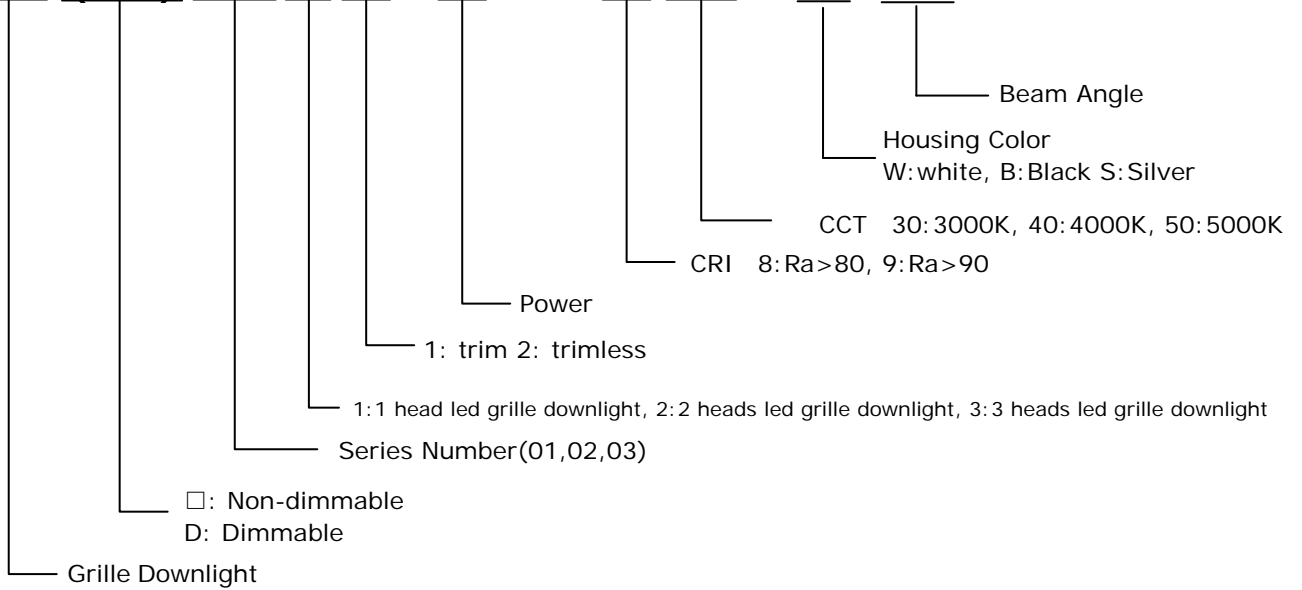 Beam Angle
Housing Color
W:white, B:Black S:Silver
CCT 30:3000K, 40:4000K, 50:5000K
CRI 8:Ra>80, 9:Ra>90
Power
1: trim 2: trimless
1:1 head led grille downlight, 2:2 heads led grille downlight, 3:3 heads led grille downlight
Series Number(01,02,03)
□: Non-dimmable
D: Dimmable
Grille Downlight